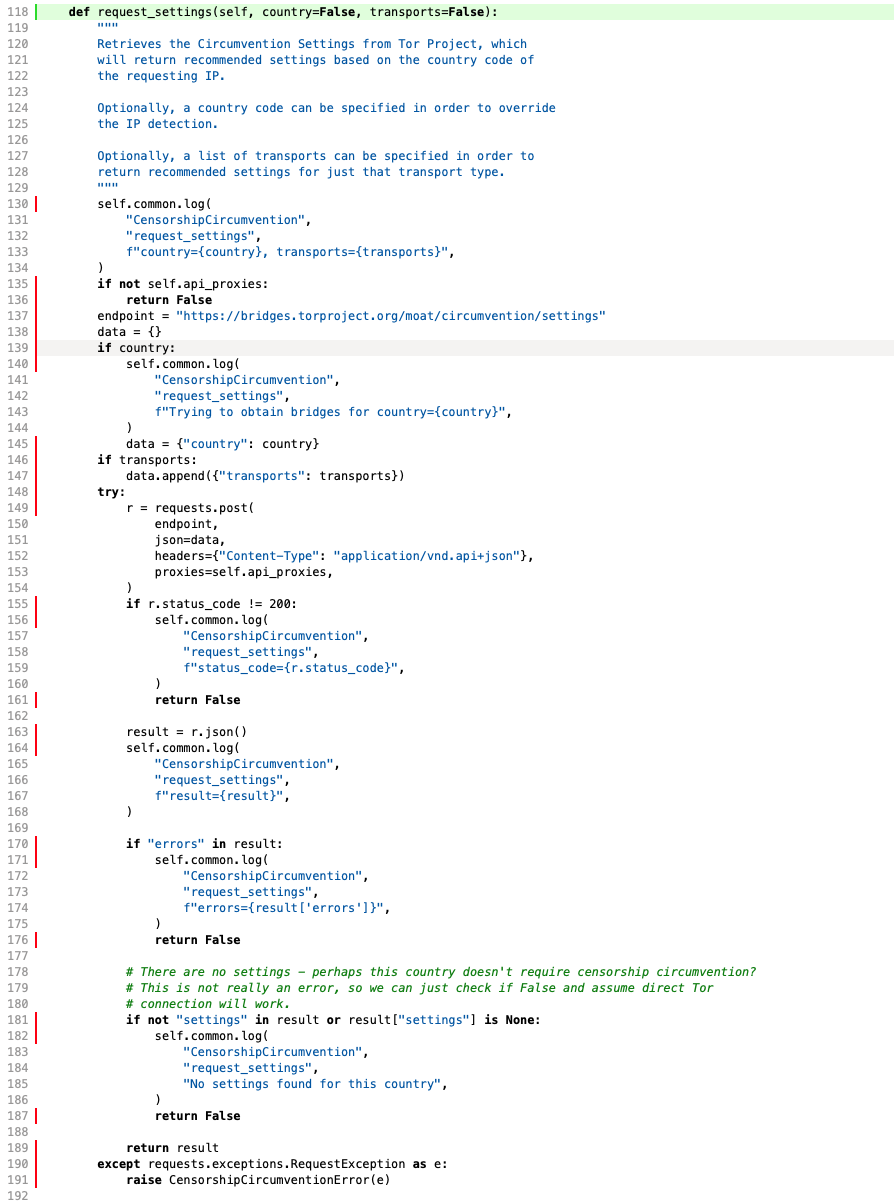 118 def request_settings(self, country=False, transports=False):
119 """
120 Retrieves the Circumvention Settings from Tor Project, which
121 will return recommended settings based on the country code of
122 the requesting IP.
123
124 Optionally, a country code can be specified in order to override
125 the IP detection.
126
127 Optionally, a list of transports can be specified in order to
128 return recommended settings for just that transport type.
129 """
130 self.common.log(
131 "CensorshipCircumvention",
132 "request_settings",
133 f"country={country}, transports={transports}",
134 )
135 if not self.api_proxies:
136 return False
137 endpoint = "https://bridges.torproject.org/moat/circumvention/settings"
138 data = {}
139 if country:
140 self.common.log(
141 "CensorshipCircumvention",
142 "request_settings",
143 f"Trying to obtain bridges for country={country}",
144 )
145 data = {"country": country}
146 if transports:
147 data.append({"transports": transports})
148 try:
149 r = requests.post(
150 endpoint,
151 json=data,
152 headers={"Content-Type": "application/vnd.api+json"},
153 proxies=self.api_proxies,
154 )
155 if r.status_code != 200:
156 self.common.log(
157 "CensorshipCircumvention",
158 "request_settings",
159 f"status_code={r.status_code}",
160 )
161 return False
162
163 result = r.json()
164 self.common.log(
165 "CensorshipCircumvention",
166 "request_settings",
167 f"result={result}",
168 )
169
170 if "errors" in result:
171 self.common.log(
172 "CensorshipCircumvention",
173 "request_settings",
174 f"errors={result['errors']}",
175 )
176 return False
177
178 # There are no settings - perhaps this country doesn't require censorship circumvention?
179 # This is not really an error, so we can just check if False and assume direct Tor
180 # connection will work.
181 if not "settings" in result or result["settings"] is None:
182 self.common.log(
183 "CensorshipCircumvention",
184 "request_settings",
185 "No settings found for this country",
186 )
187 return False
188
189 return result
190 except requests.exceptions.RequestException as e:
191 raise CensorshipCircumventionError(e)
192